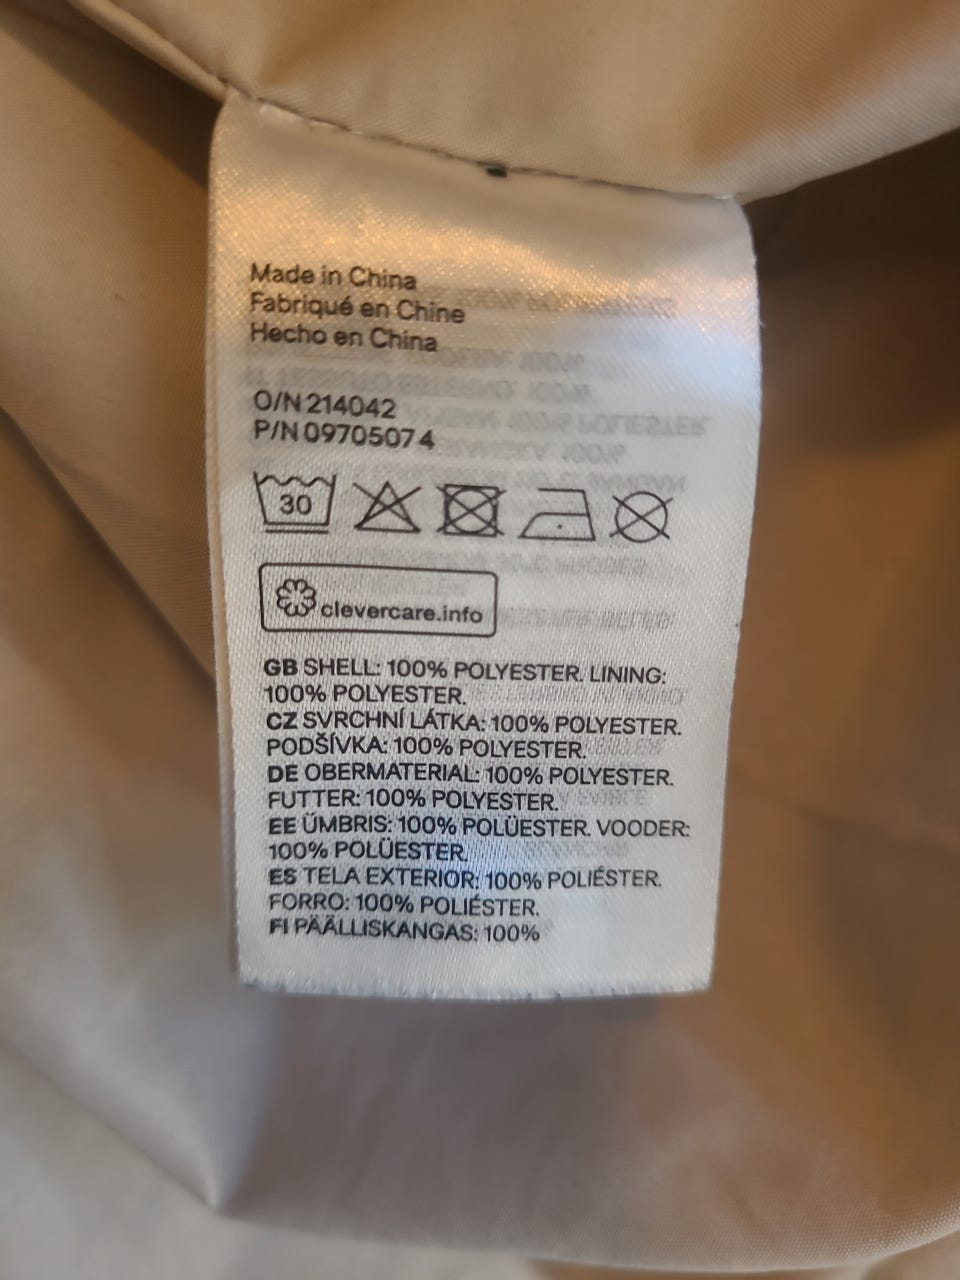 Made in China
Fabriqué en Chine
Hecho en China
O/N 214042
P/N 0970507 4
30
clevercare.info
GB SHELL: 100% POLYESTER. LINING:
100% POLYESTER.
CZ SVRCHNÍ LÁTKA: 100% POLYESTER.
PODŠÍVKA: 100% POLYESTER.
DE OBERMATERIAL: 100% POLYESTER.
FUTTER: 100% POLYESTER.
EE ÜMBRIS: 100% POLÜESTER. VOODER:
100% POLÜESTER.
ES TELA EXTERIOR: 100% POLIÉSTER.
FORRO: 100% POLIÉSTER.
FI PÄÄLLISKANGAS: 100%